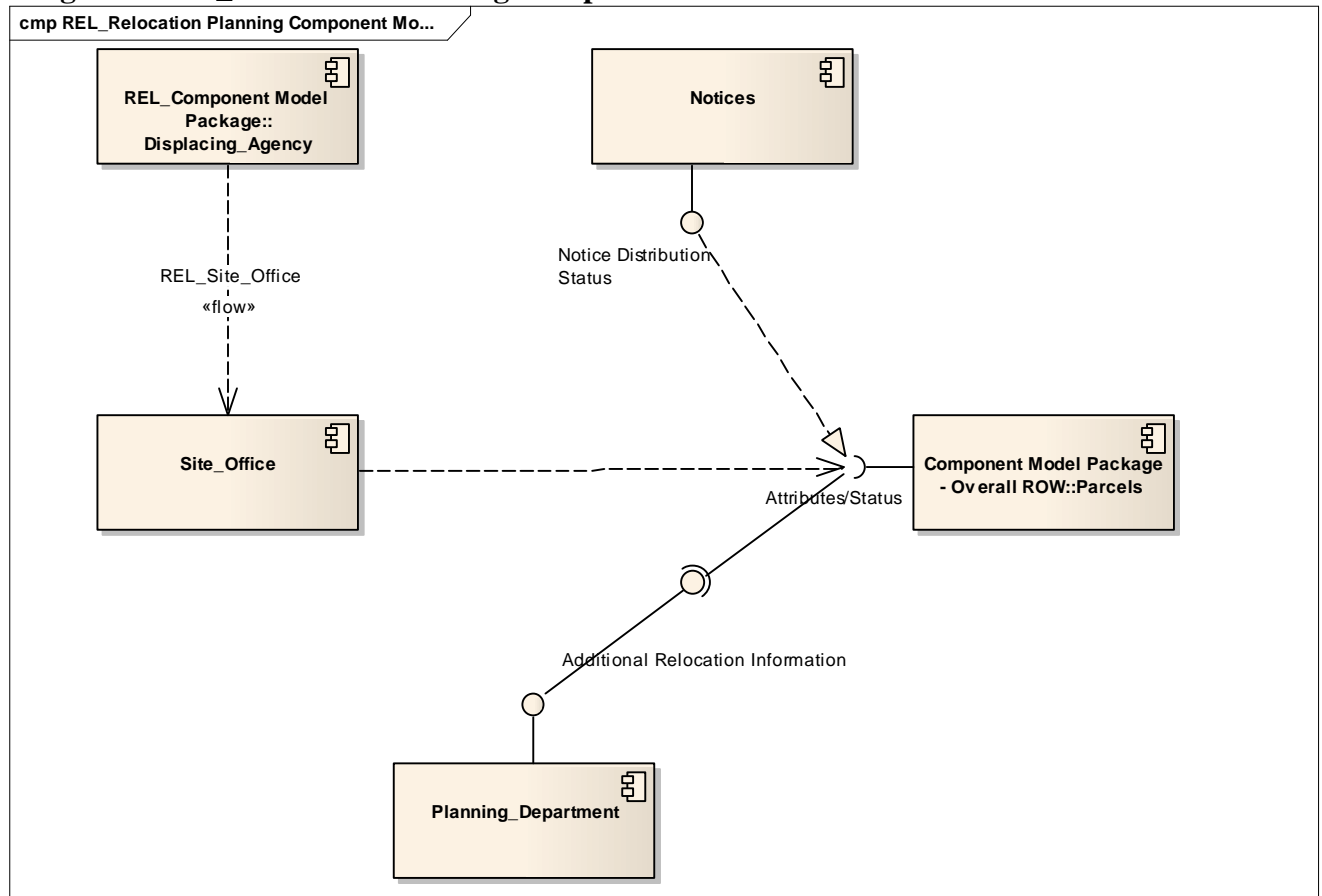 cmp REL_Relocation Planning Component Mo...
REL_Component Model
Package::
Displacing_Agency
Notices
Notice Distribution
Status
REL_Site_Office
«flow»
Site_Office
Component Model Package
- Overall ROW::Parcels
Attributes/Status
Additional Relocation Information
Planning_Department